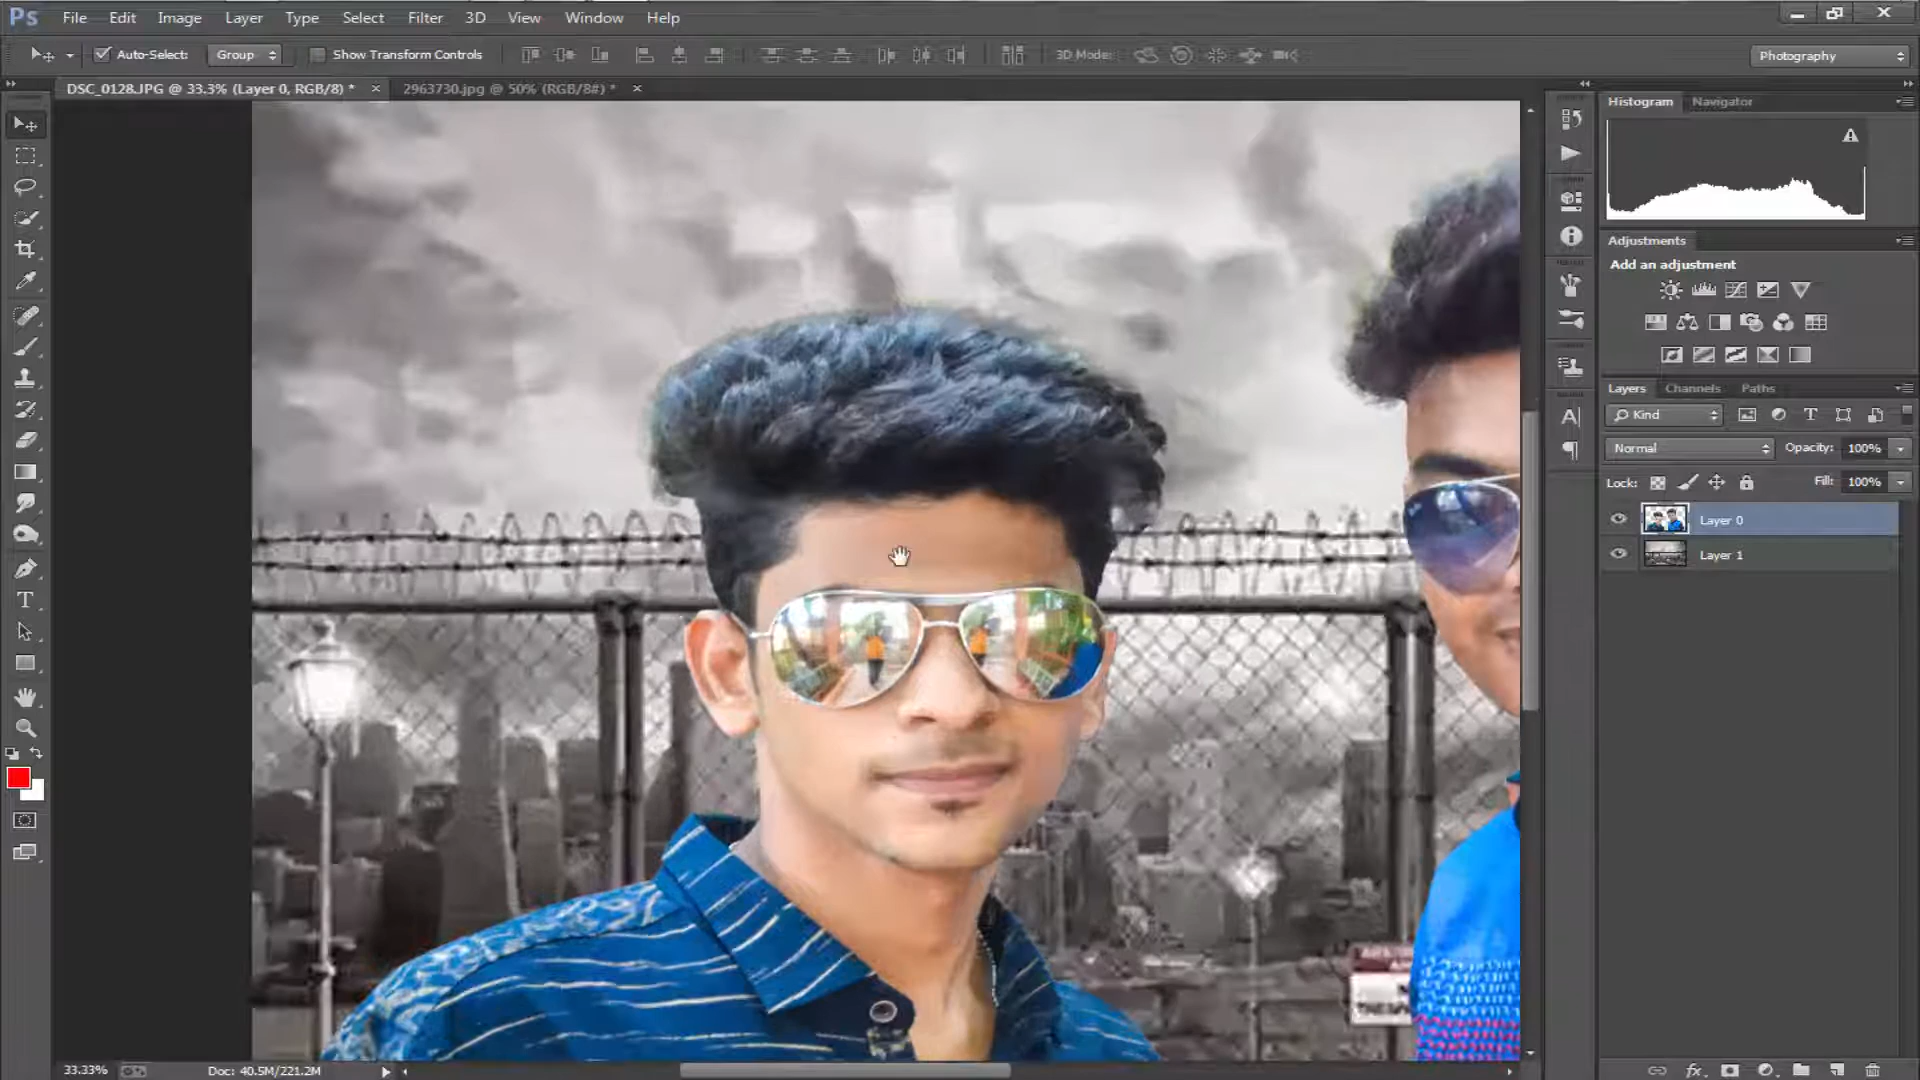 Ps File Edit Image Layer Type Select Filter 3D View Window Help
Auto-Select: Group Show Transform Controls 3D Mode: Photography
DSC_0128.JPG @ 33.3% (Layer 0, RGB/8) * × 2963730.jpg @ 50% (RGB/8#) * ×
Histogram Navigator
Adjustments
Add an adjustment
Layers Channels Paths
Kind
Normal Opacity: 100%
Lock: Fill: 100%
Layer 0
Layer 1
33.33% Doc: 40.5M/221.2M